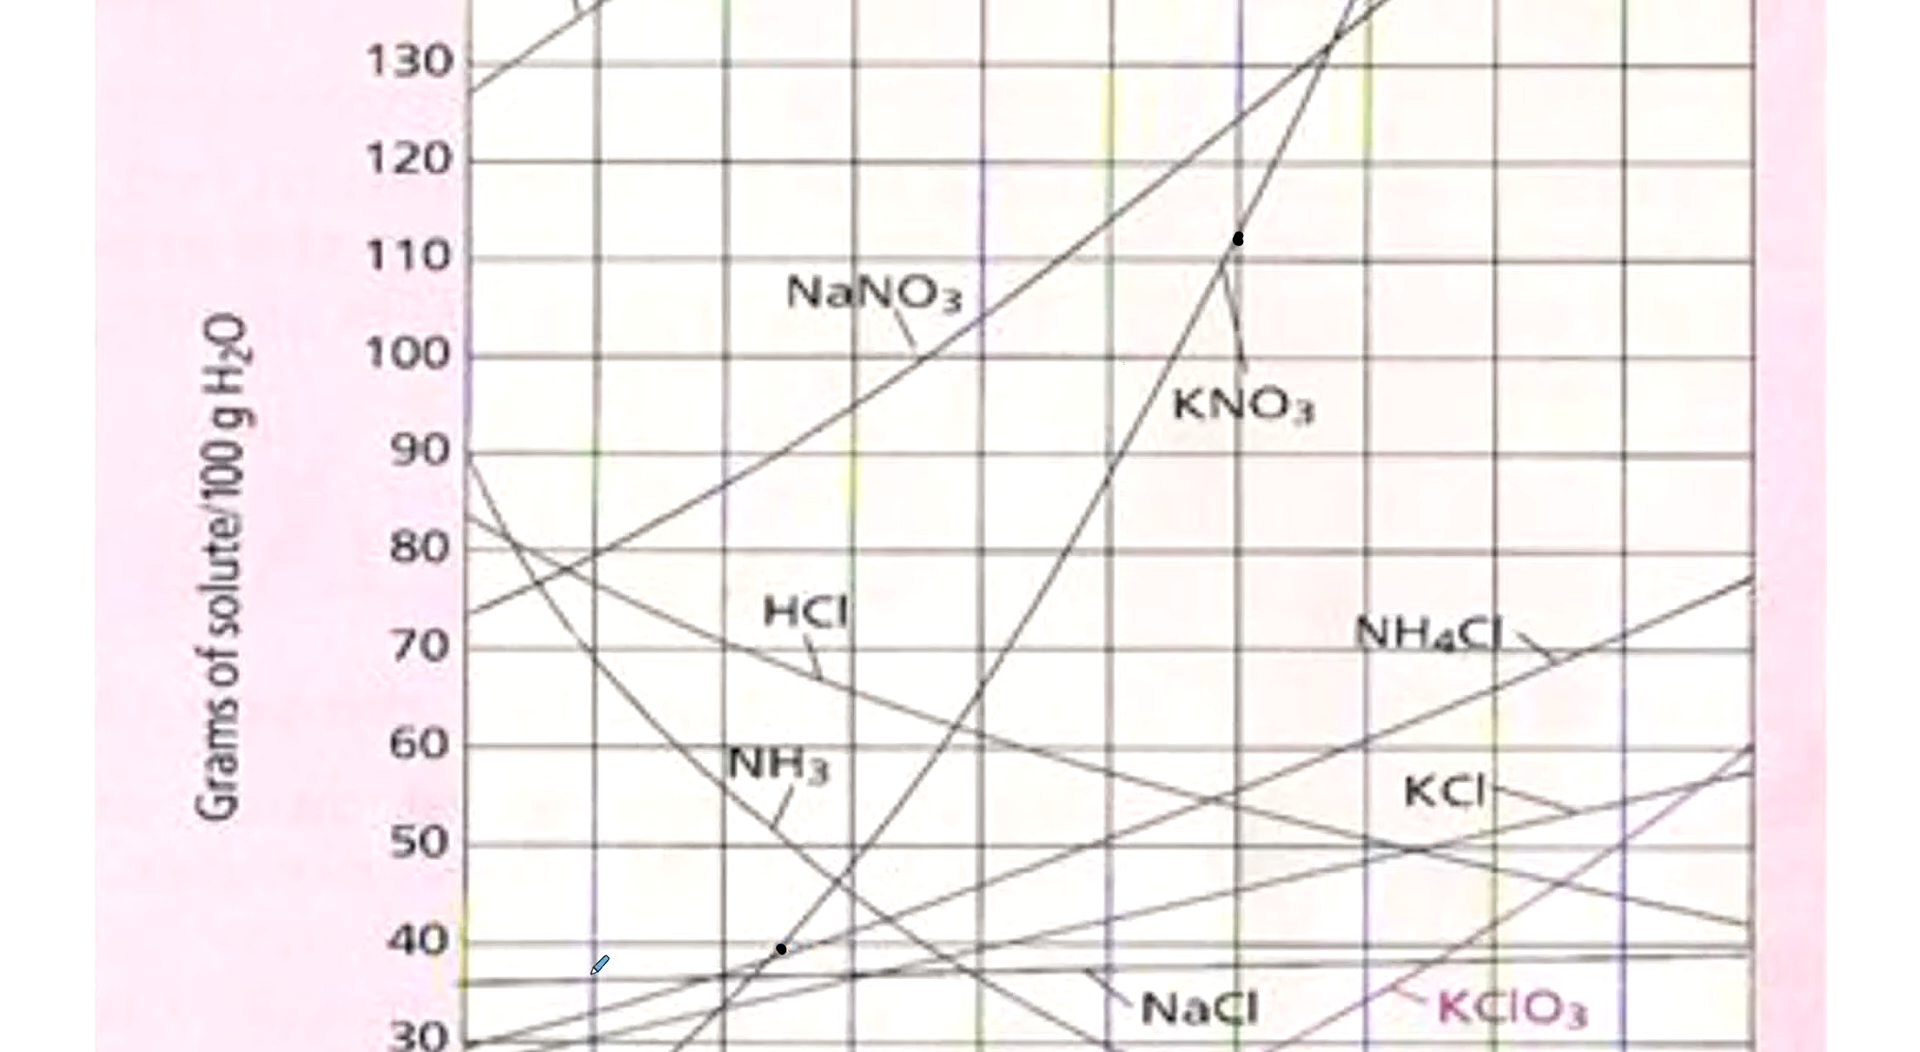 130
120
110
100
90
80
70
60
50
40
30
Grams of solute/100 g H₂O
NaNO₃
KNO₃
HCl
NH₄Cl
NH₃
KCl
NaCl
KClO₃